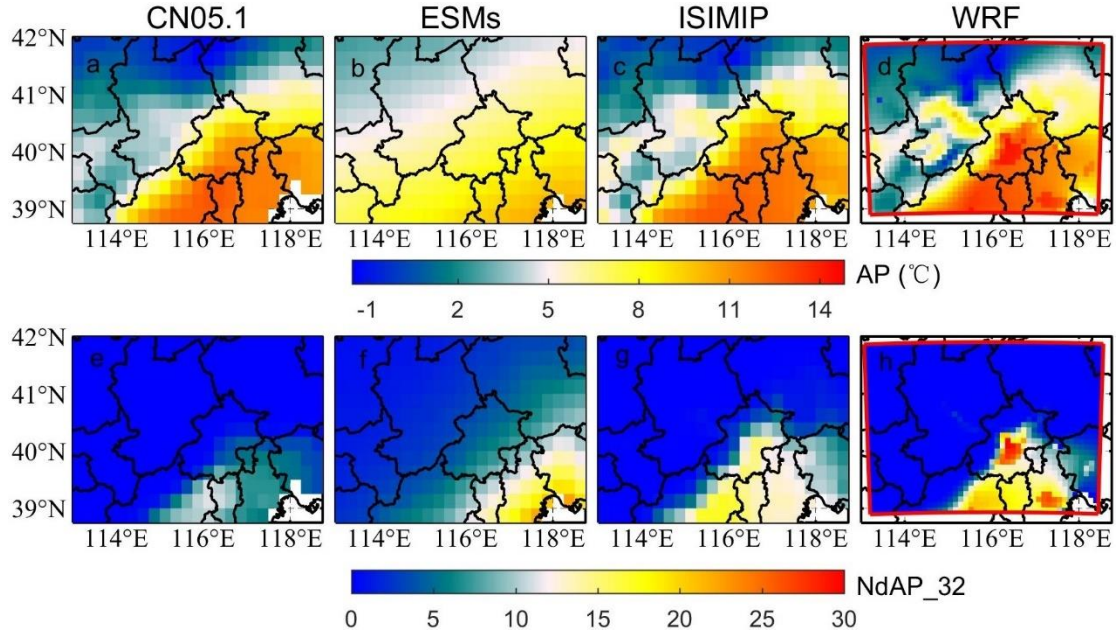 CN05.1 ESMs ISIMIP WRF
42°N a b c d
41°N
40°N
39°N
114°E 116°E 118°E 114°E 116°E 118°E 114°E 116°E 118°E 114°E 116°E 118°E
AP (℃)
-1 2 5 8 11 14
42°N e f g h
41°N
40°N
39°N
114°E 116°E 118°E 114°E 116°E 118°E 114°E 116°E 118°E 114°E 116°E 118°E
NdAP_32
0 5 10 15 20 25 30